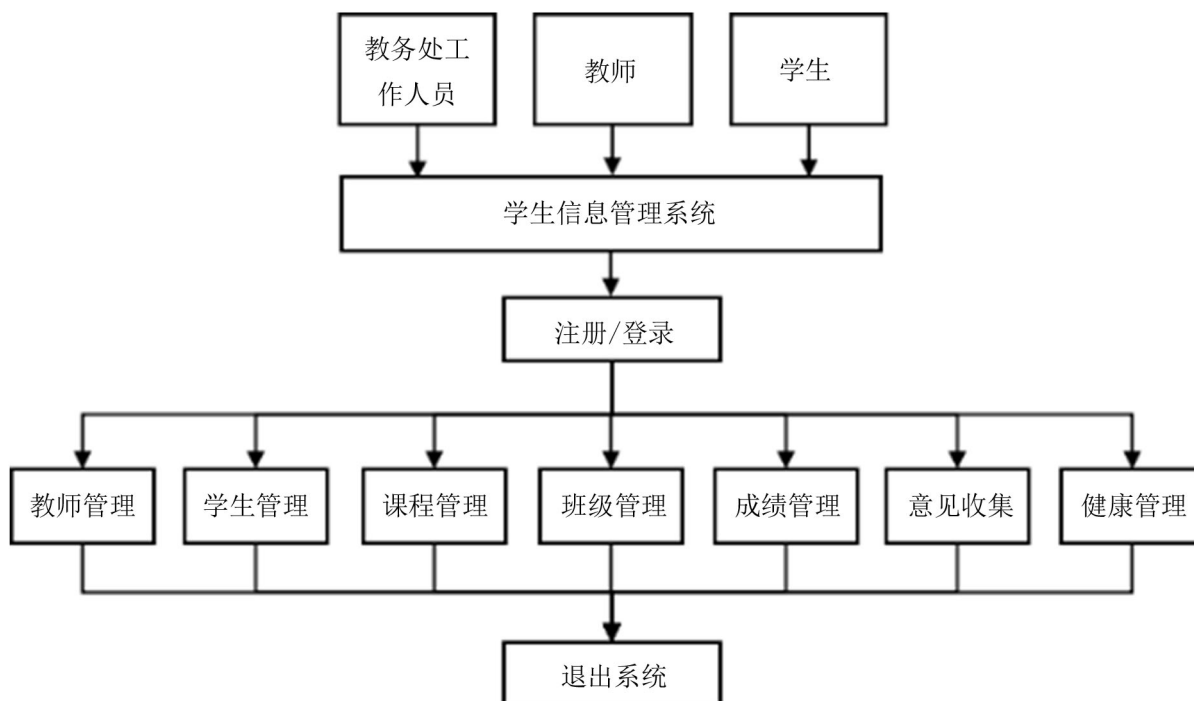 教务处工
作人员
教师
学生
学生信息管理系统
注册/登录
教师管理
学生管理
课程管理
班级管理
成绩管理
意见收集
健康管理
退出系统